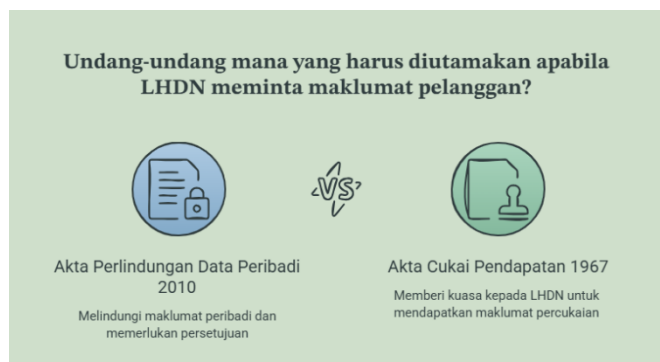 Undang-undang mana yang harus diutamakan apabila
LHDN meminta maklumat pelanggan?
VS
Akta Perlindungan Data Peribadi
2010
Melindungi maklumat peribadi dan
memerlukan persetujuan
Akta Cukai Pendapatan 1967
Memberi kuasa kepada LHDN untuk
mendapatkan maklumat percukaian